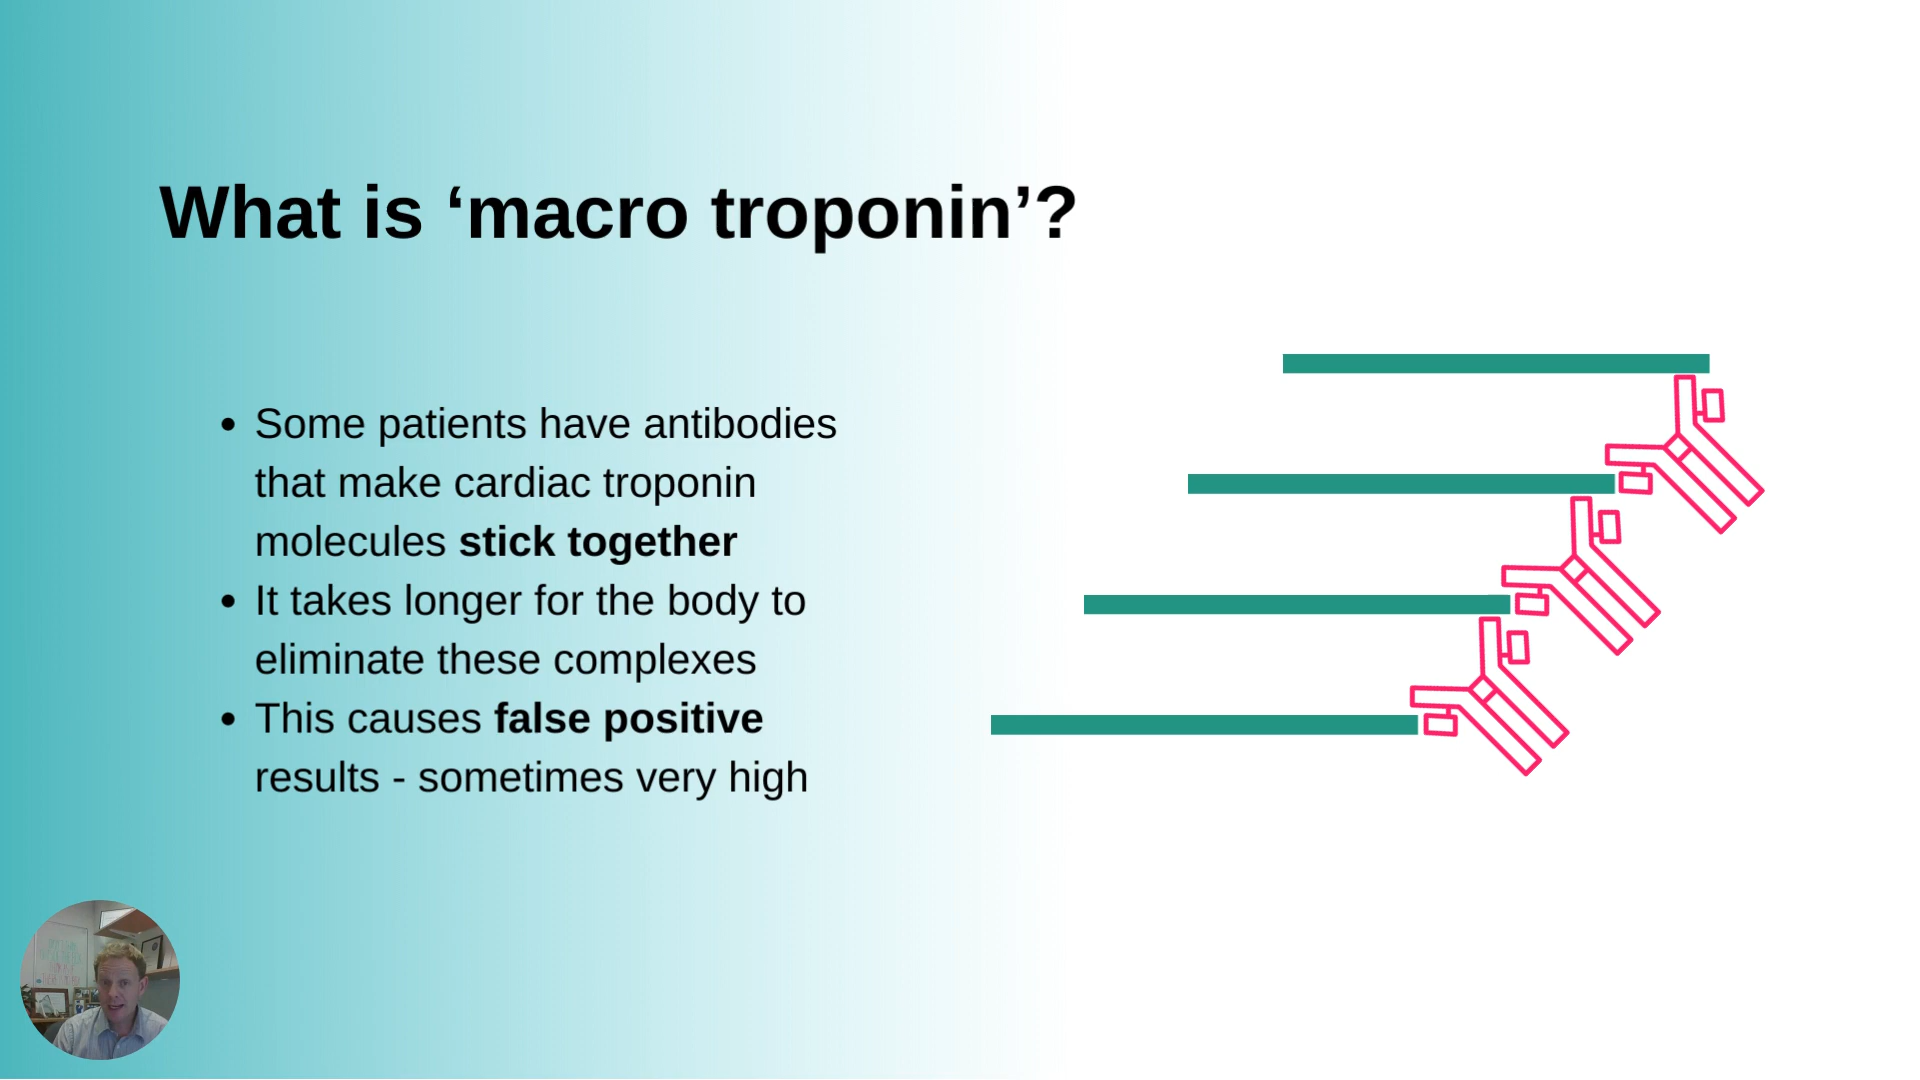 What is ‘macro troponin’?
• Some patients have antibodies
that make cardiac troponin
molecules stick together
• It takes longer for the body to
eliminate these complexes
• This causes false positive
results - sometimes very high